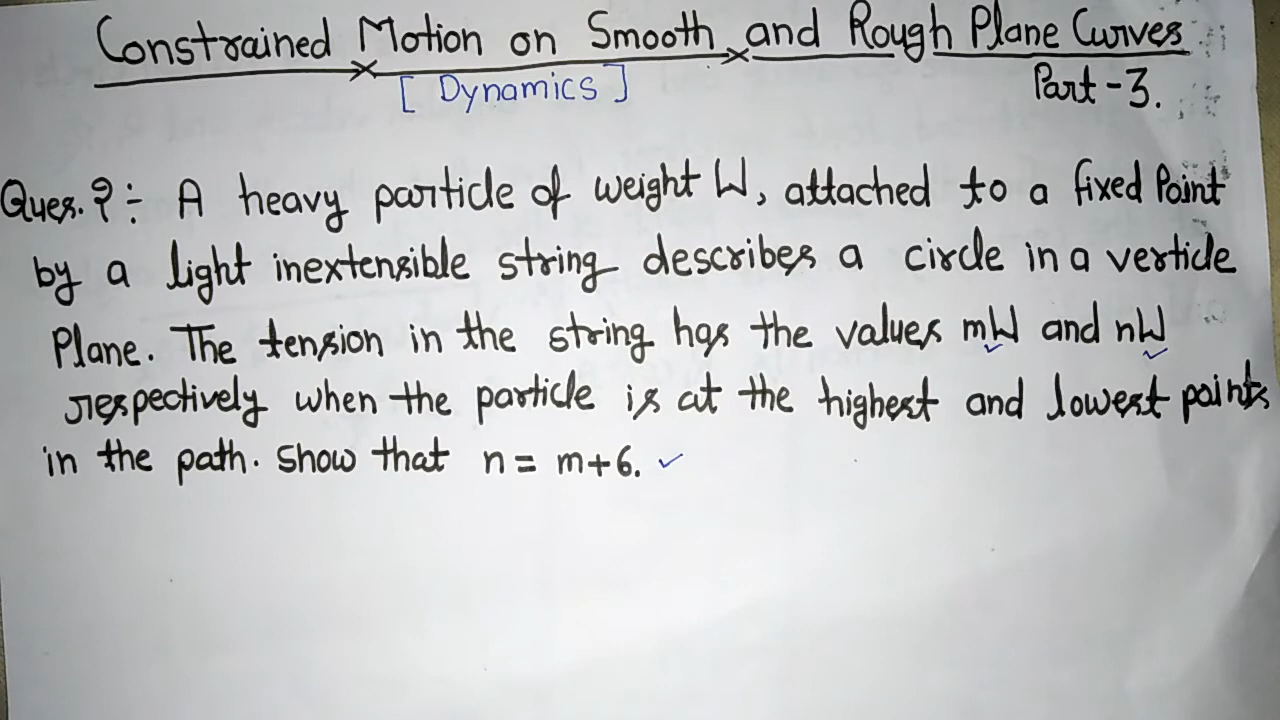 Constrained Motion on Smooth and Rough Plane Curves
[ Dynamics ]
Part-3.
Ques. ? ÷ A heavy particle of weight W, attached to a fixed Point
by a light inextensible string describes a circle in a verticle
Plane. The tension in the string has the values mW and nW
respectively when the particle is at the highest and lowest points
in the path. Show that n = m+6.